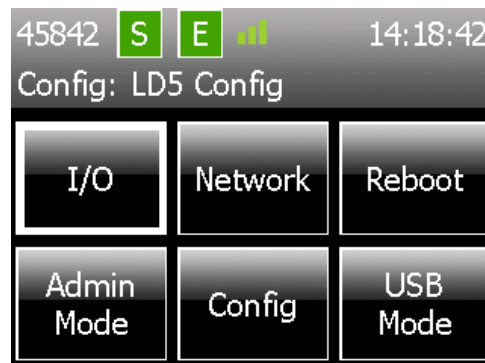 45842 S E 14:18:42
Config: LD5 Config
I/O Network Reboot
Admin Mode Config USB Mode